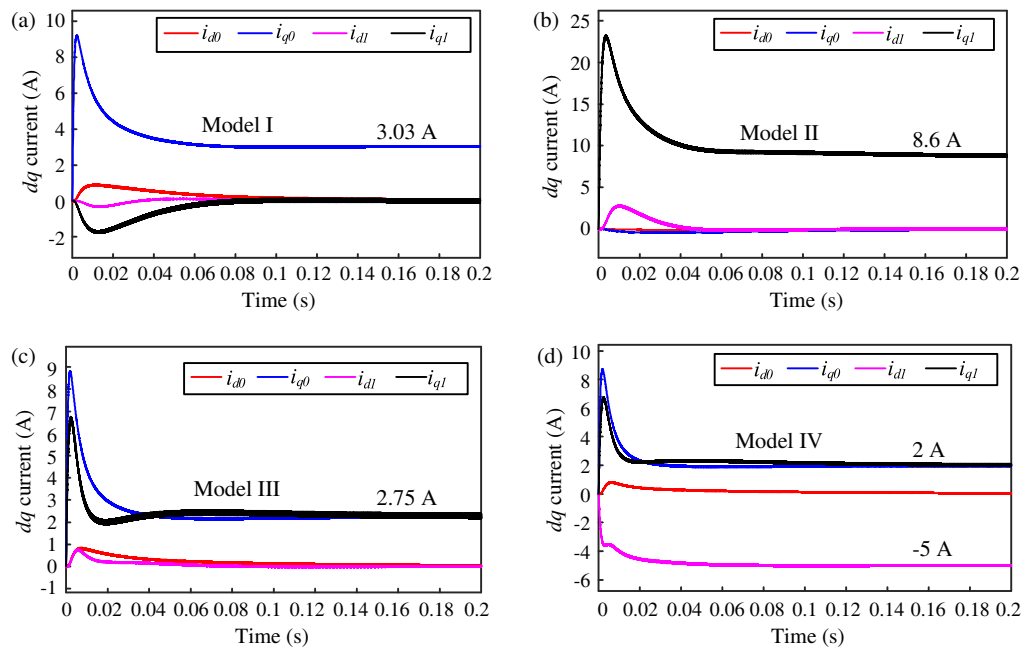 (a)
i_d0 i_q0 i_d1 i_q1
10
8
6
4
2
0
-2
dq current (A)
Model I
3.03 A
0 0.02 0.04 0.06 0.08 0.1 0.12 0.14 0.16 0.18 0.2
Time (s)
(b)
i_d0 i_q0 i_d1 i_q1
25
20
15
10
5
0
dq current (A)
Model II
8.6 A
0 0.02 0.04 0.06 0.08 0.1 0.12 0.14 0.16 0.18 0.2
Time (s)
(c)
i_d0 i_q0 i_d1 i_q1
9
8
7
6
5
4
3
2
1
0
-1
dq current (A)
Model III
2.75 A
0 0.02 0.04 0.06 0.08 0.1 0.12 0.14 0.16 0.18 0.2
Time (s)
(d)
i_d0 i_q0 i_d1 i_q1
10
8
6
4
2
0
-2
-4
-6
dq current (A)
Model IV
2 A
-5 A
0 0.02 0.04 0.06 0.08 0.1 0.12 0.14 0.16 0.18 0.2
Time (s)